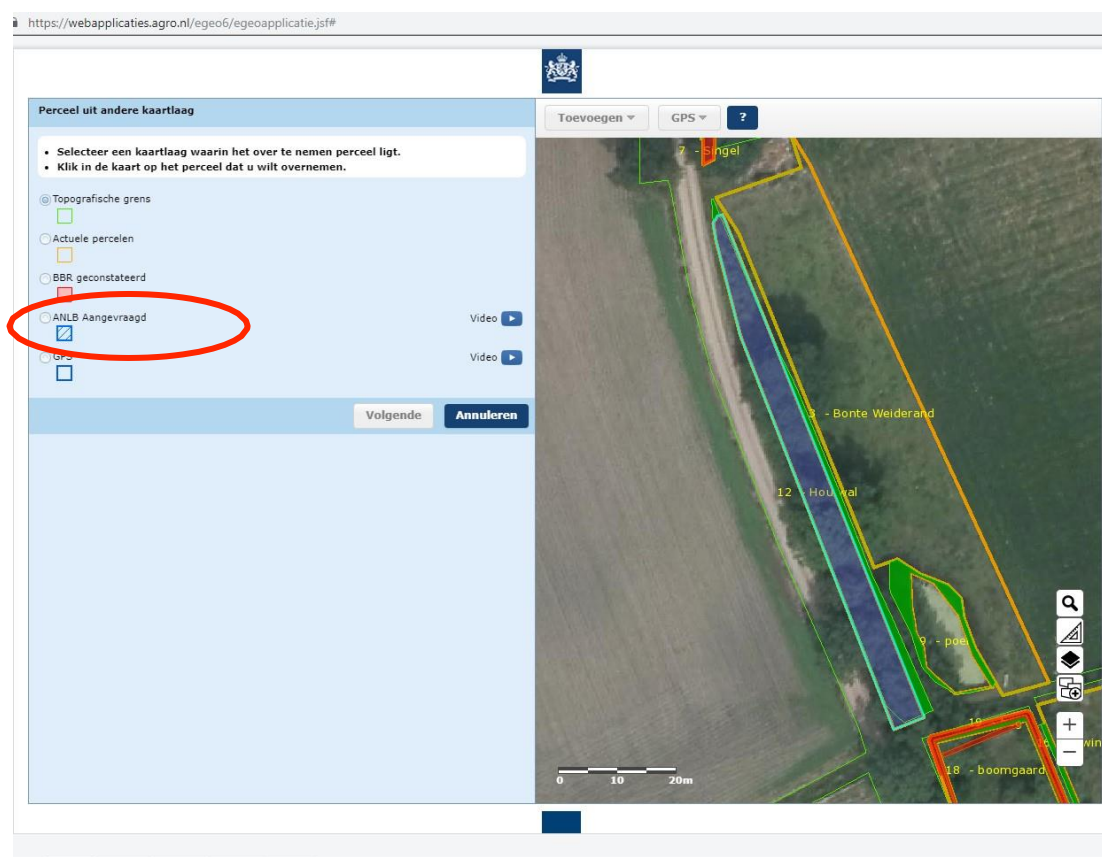 https://webapplicaties.agro.nl/egeo6/egeoapplicatie.jsf#
Perceel uit andere kaartlaag
• Selecteer een kaartlaag waarin het over te nemen perceel ligt.
• Klik in de kaart op het perceel dat u wilt overnemen.
Topografische grens
Actuele percelen
BBR geconstateerd
ANLB Aangevraagd
Video
GPS
Video
Volgende
Annuleren
Toevoegen
GPS
?
7 - Singel
3 - Bonte Weiderand
12 - Houtwal
9 - poel
18 - boomgaard
0 10 20m
+
−